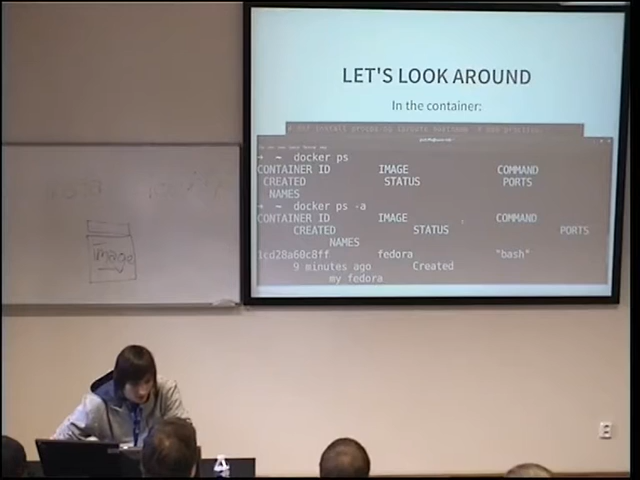 LET'S LOOK AROUND
In the container:
→ ~ docker ps
CONTAINER ID IMAGE COMMAND
CREATED STATUS PORTS
NAMES
→ ~ docker ps -a
CONTAINER ID IMAGE COMMAND
CREATED STATUS PORTS
NAMES
1cd28a60c8ff fedora "bash"
9 minutes ago Created
my fedora
image